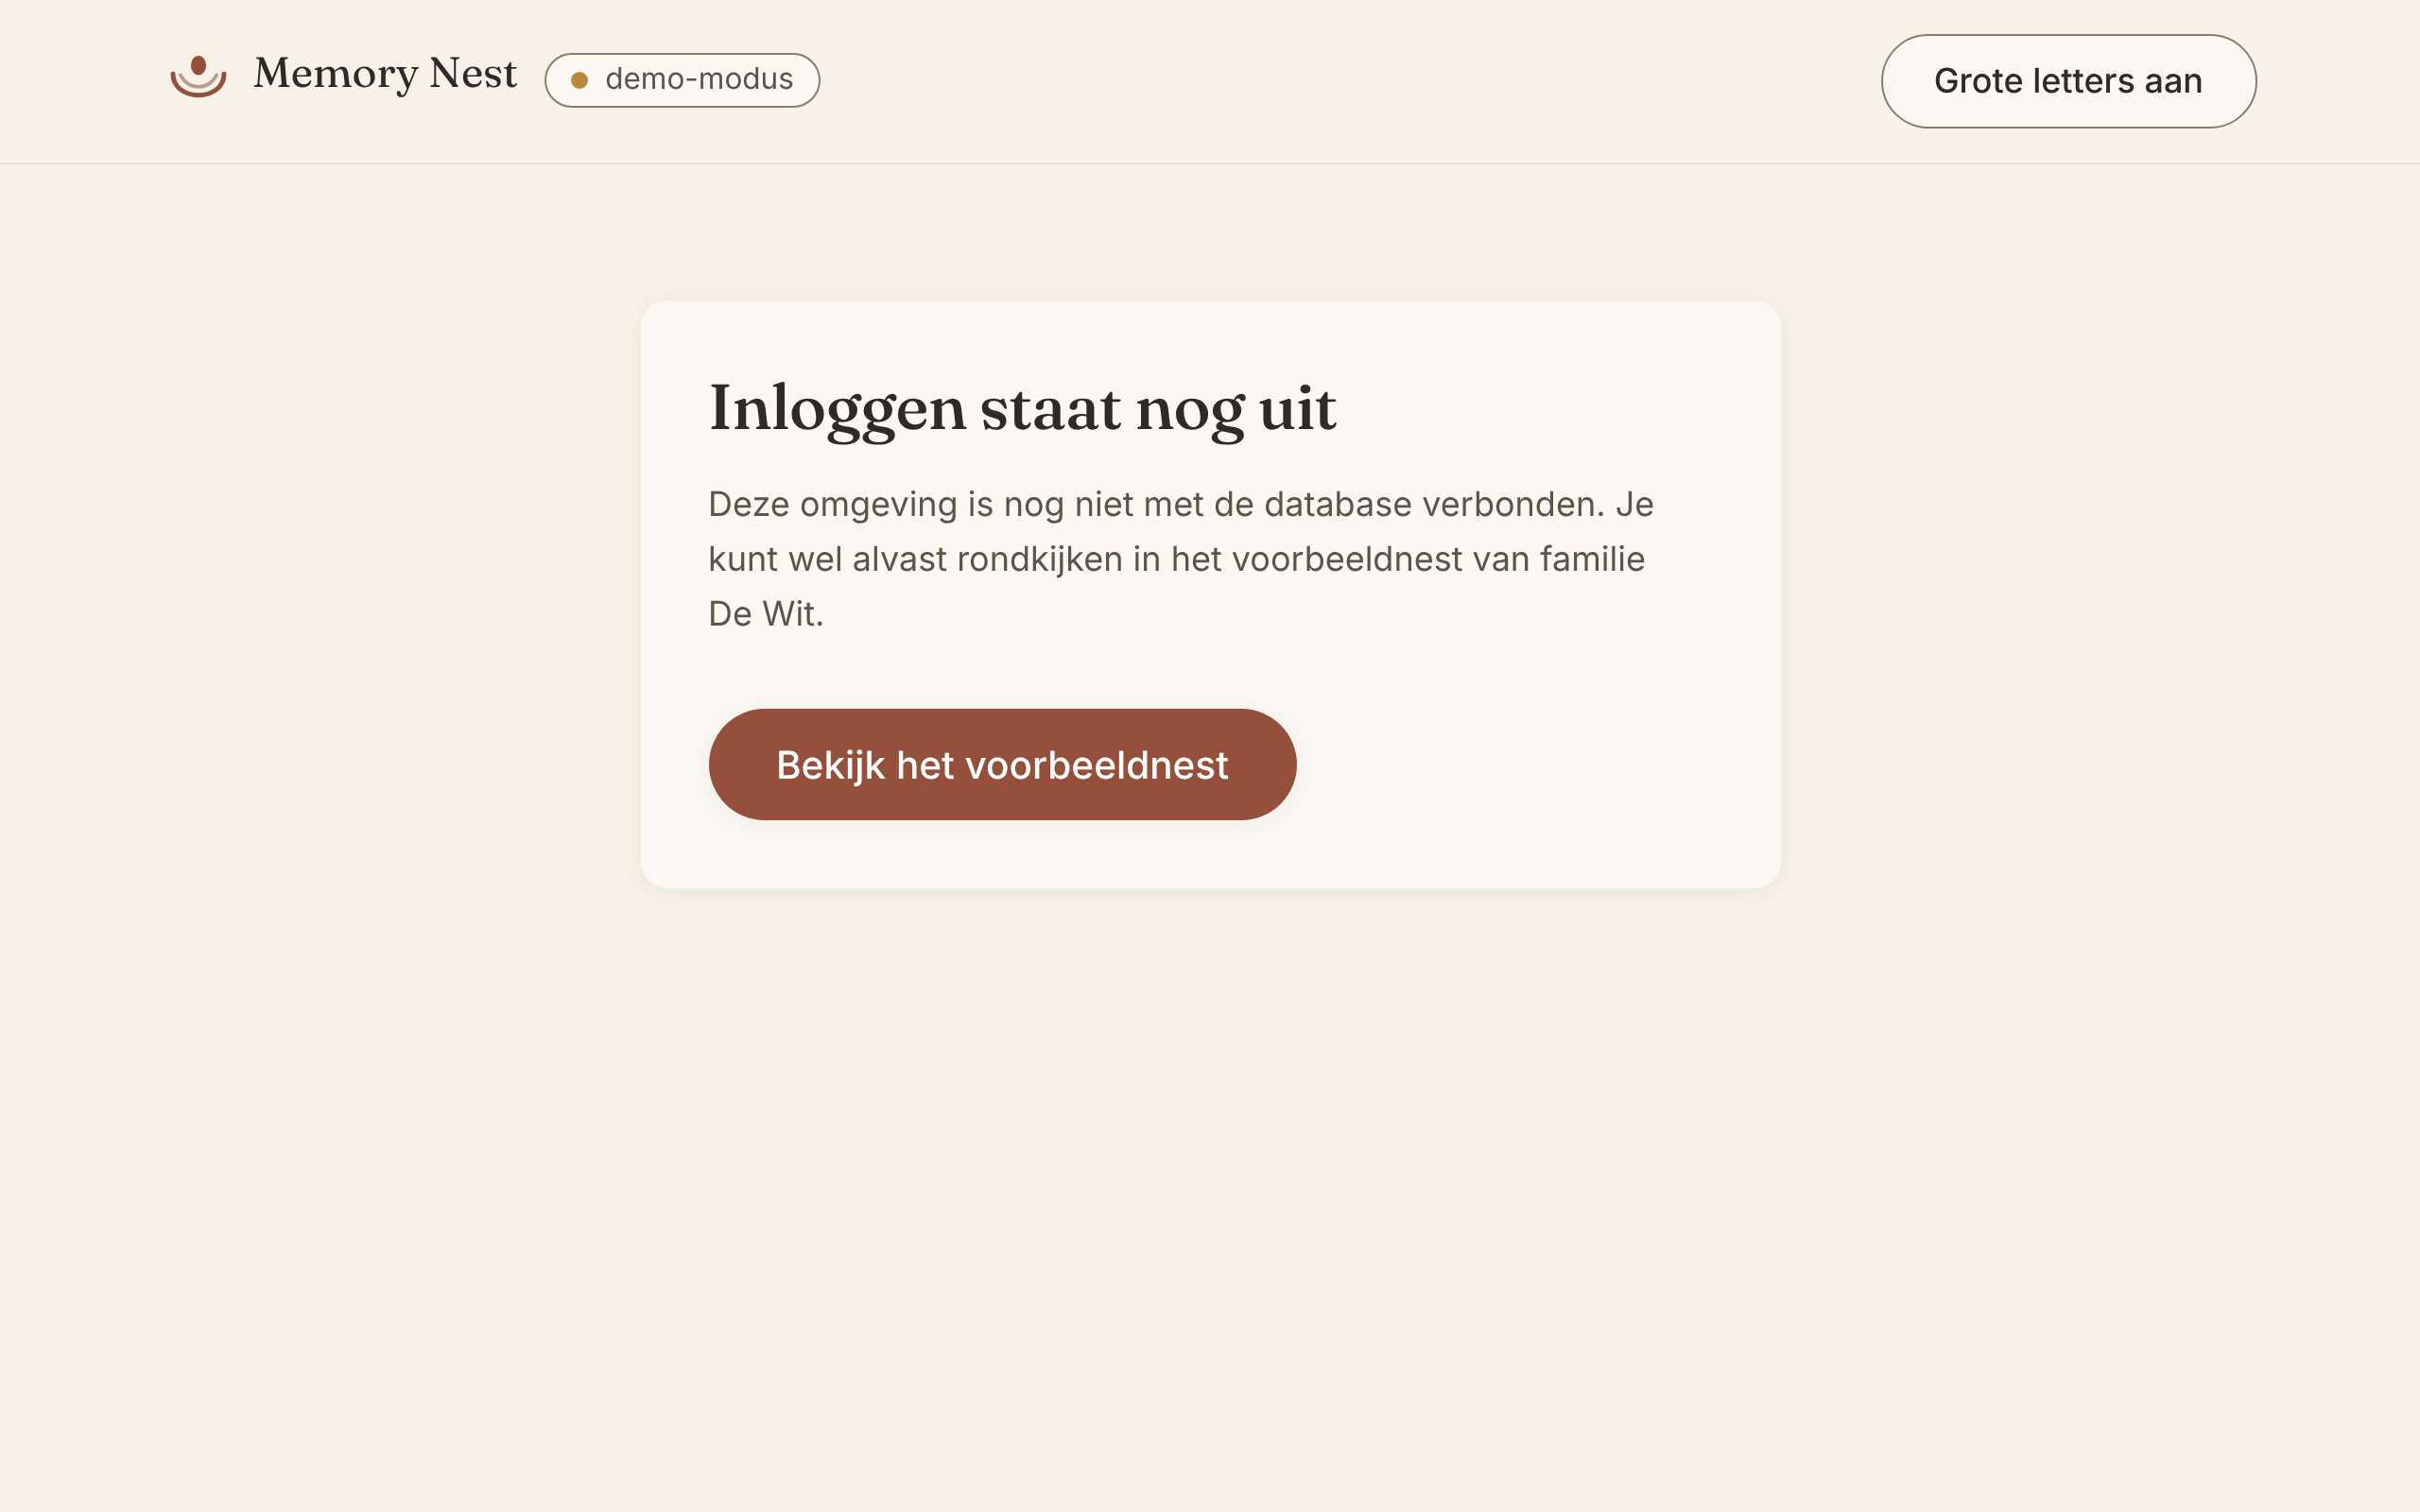 Memory Nest
demo-modus
Grote letters aan
Inloggen staat nog uit
Deze omgeving is nog niet met de database verbonden. Je
kunt wel alvast rondkijken in het voorbeeldnest van familie
De Wit.
Bekijk het voorbeeldnest